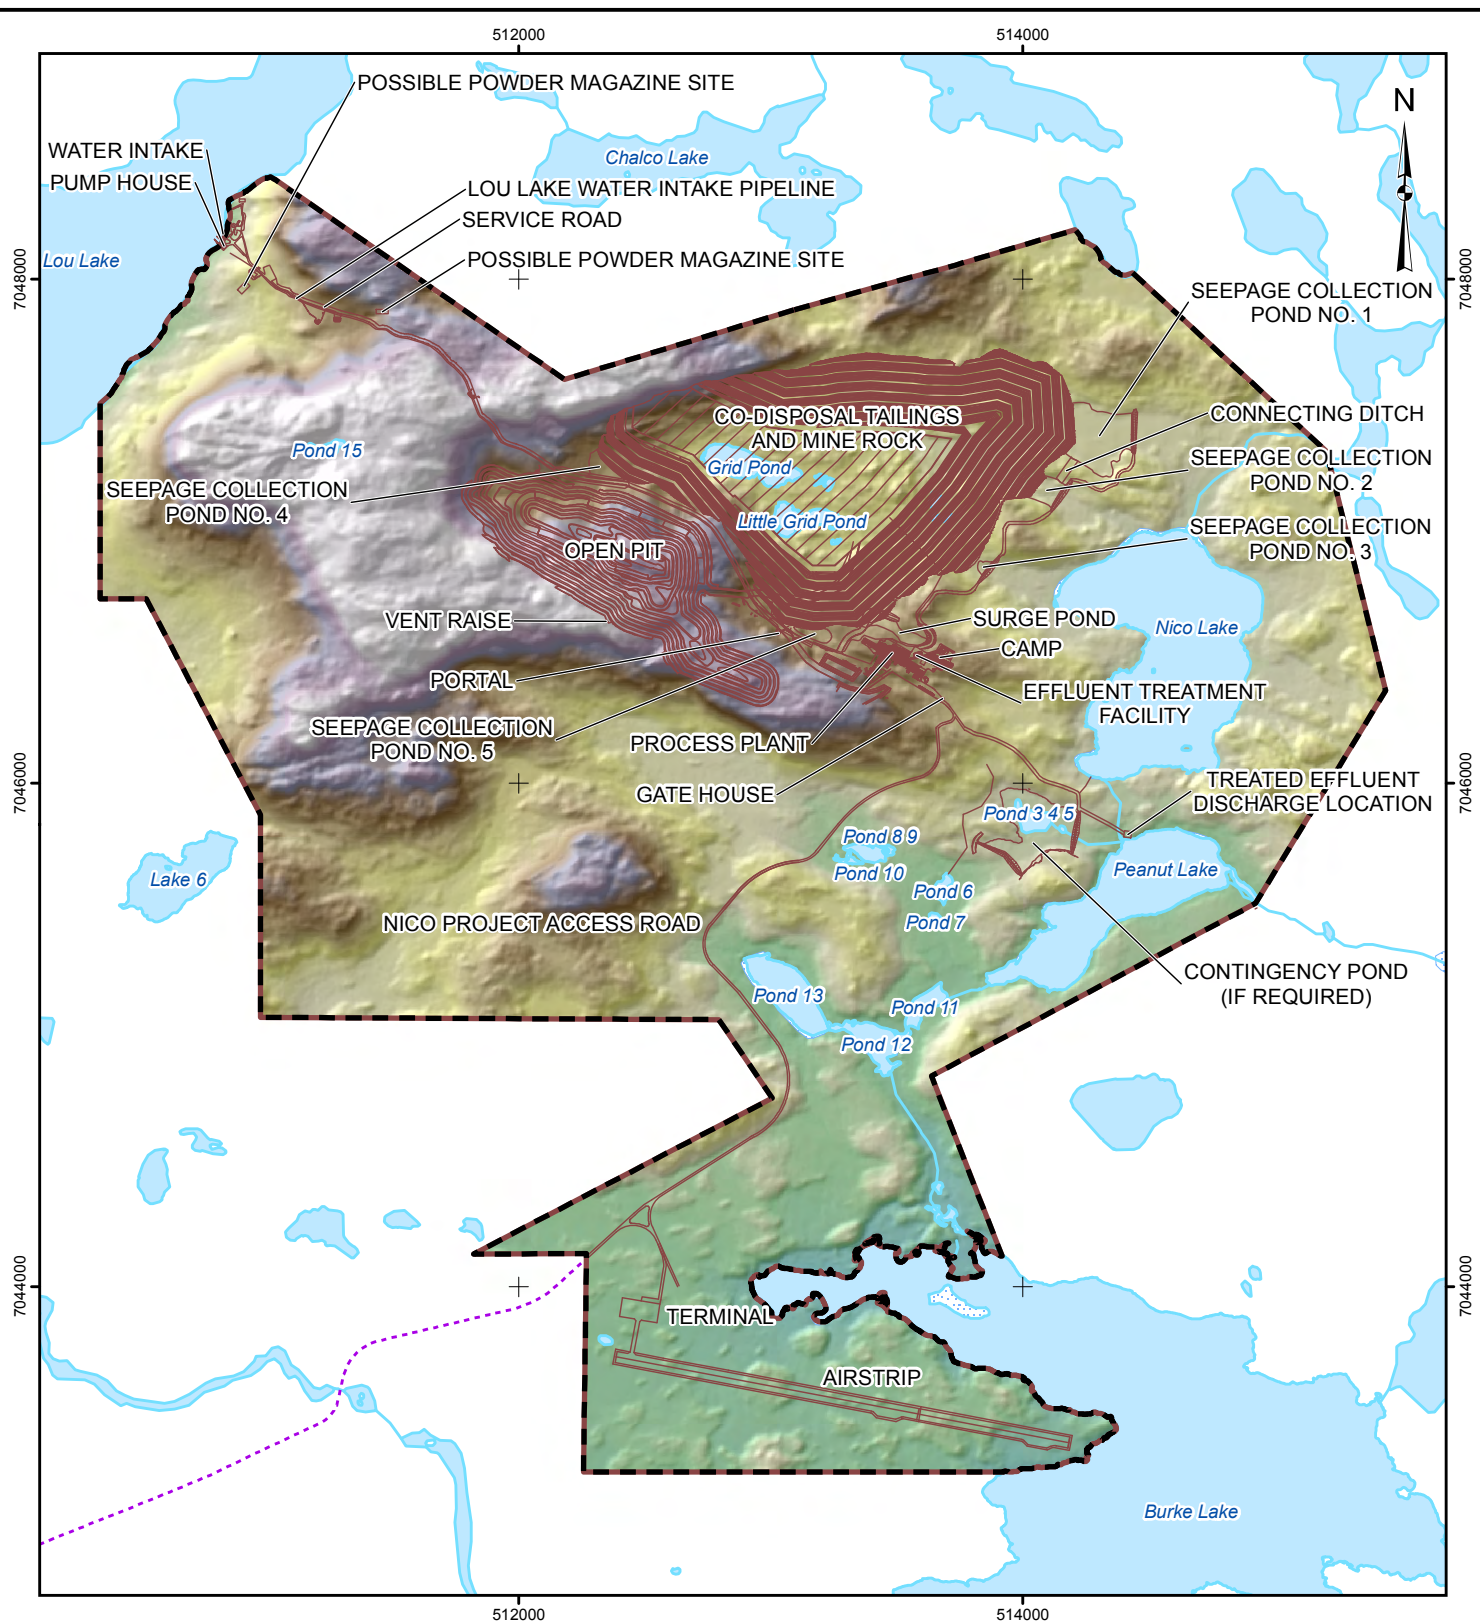 512000
514000
POSSIBLE POWDER MAGAZINE SITE
N
WATER INTAKE
PUMP HOUSE
Chalco Lake
LOU LAKE WATER INTAKE PIPELINE
SERVICE ROAD
Lou Lake
POSSIBLE POWDER MAGAZINE SITE
7048000
7048000
SEEPAGE COLLECTION
POND NO. 1
CO-DISPOSAL TAILINGS
AND MINE ROCK
CONNECTING DITCH
Pond 15
Grid Pond
SEEPAGE COLLECTION
POND NO. 2
SEEPAGE COLLECTION
POND NO. 4
Little Grid Pond
SEEPAGE COLLECTION
POND NO. 3
OPEN PIT
VENT RAISE
SURGE POND
Nico Lake
CAMP
PORTAL
EFFLUENT TREATMENT
FACILITY
SEEPAGE COLLECTION
POND NO. 5
PROCESS PLANT
7046000
7046000
GATE HOUSE
TREATED EFFLUENT
DISCHARGE LOCATION
Pond 3 4 5
Pond 8 9
Pond 10
Peanut Lake
Lake 6
Pond 6
NICO PROJECT ACCESS ROAD
Pond 7
CONTINGENCY POND
(IF REQUIRED)
Pond 13
Pond 11
Pond 12
7044000
7044000
TERMINAL
AIRSTRIP
Burke Lake
512000
514000